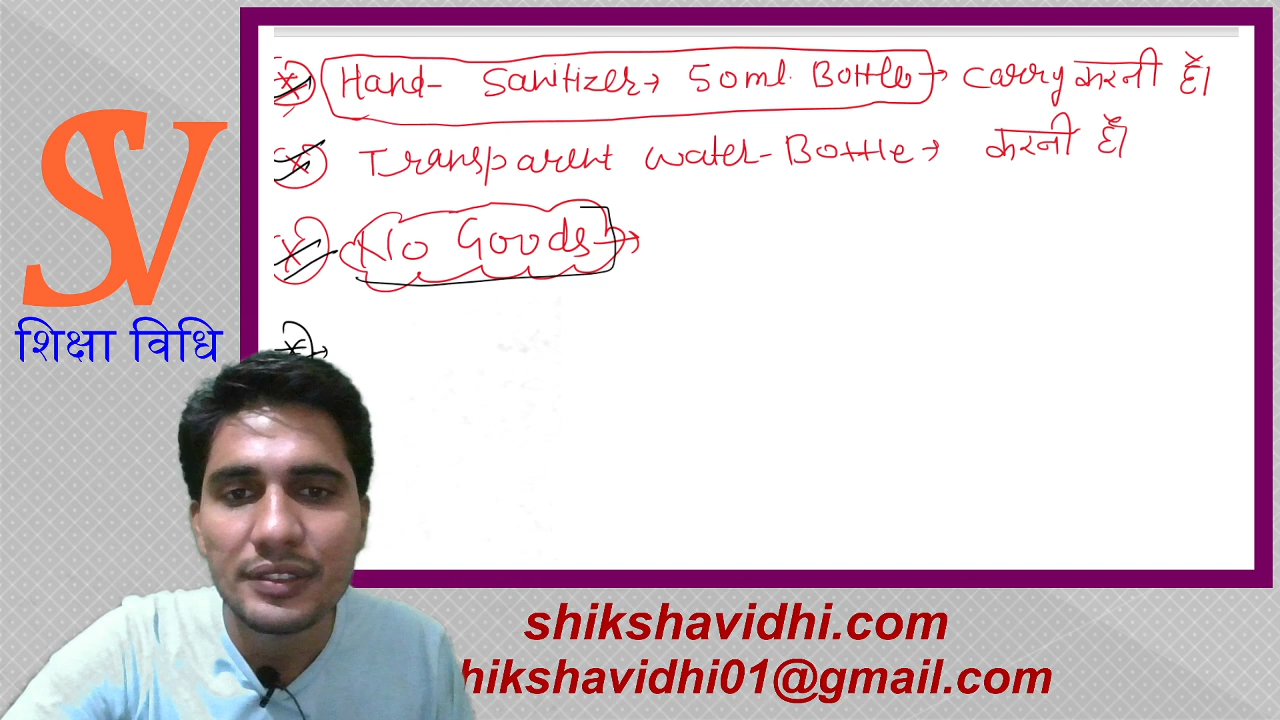 Hand- Sanitizer → 50ml. Bottle → Carry करनी हैं।
Transparent water-Bottle → करनी हैं।
No Goods →
SV
शिक्षा विधि
shikshavidhi.com
hikshavidhi01@gmail.com